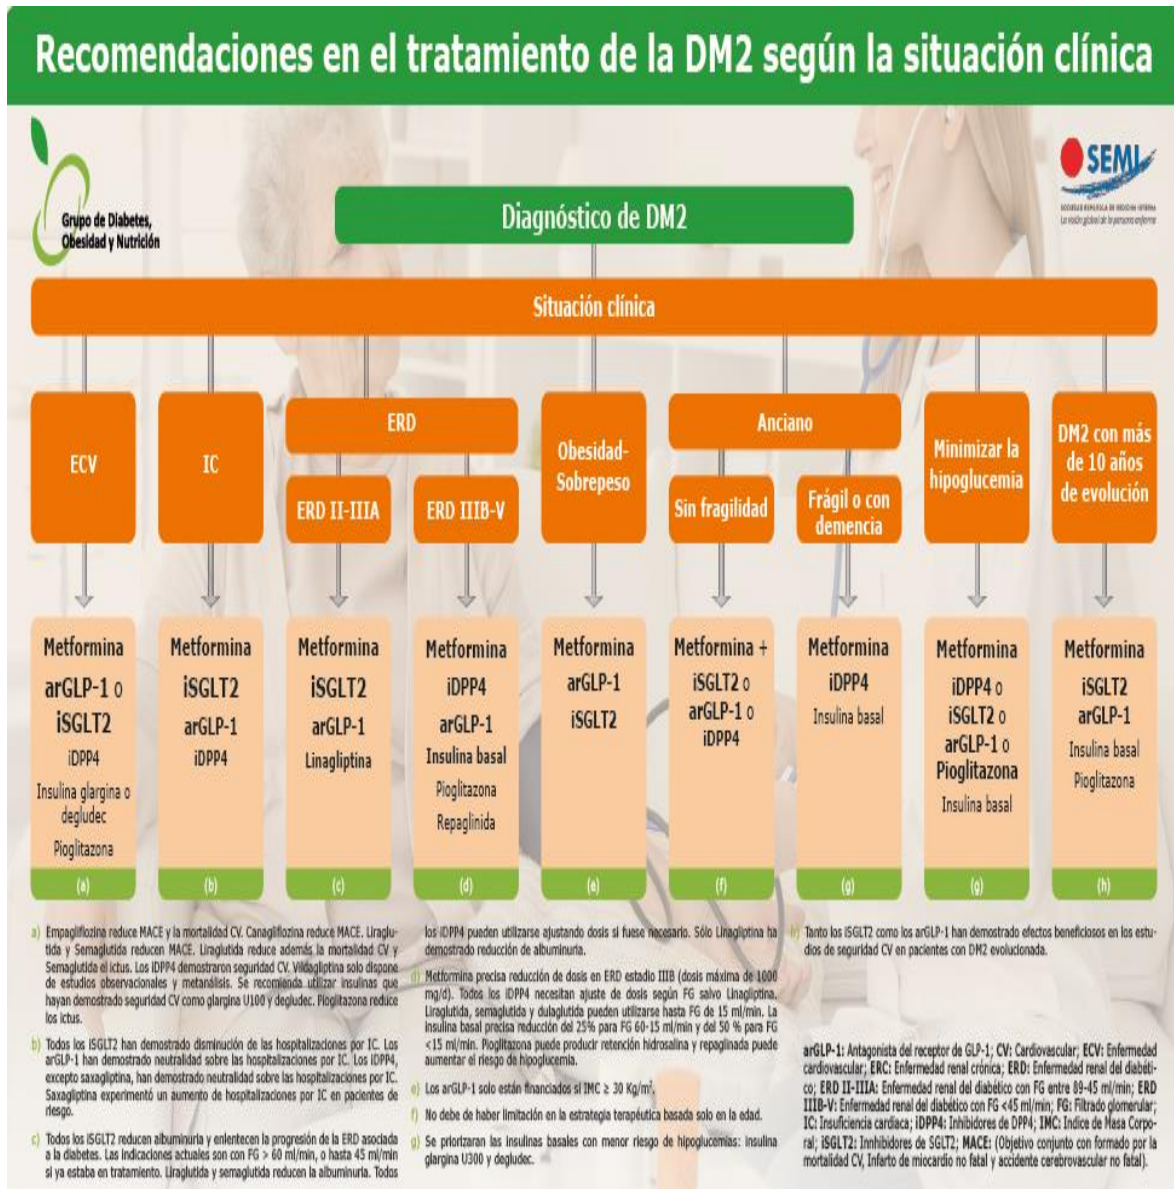 Recomendaciones en el tratamiento de la DM2 según la situación clínica
Grupo de Diabetes,
Obesidad y Nutrición
SEMI
SOCIEDAD ESPAÑOLA DE MEDICINA INTERNA
La visión global de la persona enferma
Diagnóstico de DM2
Situación clínica
ECV
IC
ERD
ERD II-IIIA
ERD IIIB-V
Obesidad-
Sobrepeso
Anciano
Sin fragilidad
Frágil o con
demencia
Minimizar la
hipoglucemia
DM2 con más
de 10 años
de evolución
Metformina
arGLP-1 o
iSGLT2
iDPP4
Insulina glargina o
degludec
Pioglitazona
(a)
Metformina
iSGLT2
arGLP-1
iDPP4
(b)
Metformina
iSGLT2
arGLP-1
Linagliptina
(c)
Metformina
iDPP4
arGLP-1
Insulina basal
Pioglitazona
Repaglinida
(d)
Metformina
arGLP-1
iSGLT2
(e)
Metformina +
iSGLT2 o
arGLP-1 o
iDPP4
(f)
Metformina
iDPP4
Insulina basal
(g)
Metformina
iDPP4 o
iSGLT2 o
arGLP-1 o
Pioglitazona
Insulina basal
(g)
Metformina
iSGLT2
arGLP-1
Insulina basal
Pioglitazona
(h)
a) Empagliflozina reduce MACE y la mortalidad CV. Canagliflozina reduce MACE. Liraglu-
tida y Semaglutida reducen MACE. Liraglutida reduce además la mortalidad CV y
Semaglutida el ictus. Los iDPP4 demostraron seguridad CV. Vildagliptina solo dispone
de estudios observacionales y metanálisis. Se recomienda utilizar insulinas que
hayan demostrado seguridad CV como glargina U100 y degludec. Pioglitazona reduce
los ictus.
b) Todos los iSGLT2 han demostrado disminución de las hospitalizaciones por IC. Los
arGLP-1 han demostrado neutralidad sobre las hospitalizaciones por IC. Los iDPP4,
excepto saxagliptina, han demostrado neutralidad sobre las hospitalizaciones por IC.
Saxagliptina experimentó un aumento de hospitalizaciones por IC en pacientes de
riesgo.
c) Todos los iSGLT2 reducen albuminuria y enlentecen la progresión de la ERD asociada
a la diabetes. Las indicaciones actuales son con FG > 60 ml/min, o hasta 45 ml/min
si ya estaba en tratamiento. Liraglutida y semaglutida reducen la albuminuria. Todos
los iDPP4 pueden utilizarse ajustando dosis si fuese necesario. Sólo Linagliptina ha
demostrado reducción de albuminuria.
d) Metformina precisa reducción de dosis en ERD estadio IIIB (dosis máxima de 1000
mg/d). Todos los iDPP4 necesitan ajuste de dosis según FG salvo Linagliptina.
Liraglutida, semaglutida y dulaglutida pueden utilizarse hasta FG de 15 ml/min. La
insulina basal precisa reducción del 25% para FG 60-15 ml/min y del 50 % para FG
<15 ml/min. Pioglitazona puede producir retención hidrosalina y repaglinada puede
aumentar el riesgo de hipoglucemia.
e) Los arGLP-1 solo están financiados si IMC ≥ 30 Kg/m².
f) No debe de haber limitación en la estrategia terapéutica basada solo en la edad.
g) Se priorizaran las insulinas basales con menor riesgo de hipoglucemias: insulina
glargina U300 y degludec.
h) Tanto los iSGLT2 como los arGLP-1 han demostrado efectos beneficiosos en los estu-
dios de seguridad CV en pacientes con DM2 evolucionada.
arGLP-1: Antagonista del receptor de GLP-1; CV: Cardiovascular; ECV: Enfermedad
cardiovascular; ERC: Enfermedad renal crónica; ERD: Enfermedad renal del diabéti-
co; ERD II-IIIA: Enfermedad renal del diabético con FG entre 89-45 ml/min; ERD
IIIB-V: Enfermedad renal del diabético con FG <45 ml/min; FG: Filtrado glomerular;
IC: Insuficiencia cardiaca; iDPP4: Inhibidores de DPP4; IMC: Indice de Masa Corpo-
ral; iSGLT2: Innhibidores de SGLT2; MACE: (Objetivo conjunto con formado por la
mortalidad CV, Infarto de miocardio no fatal y accidente cerebrovascular no fatal).